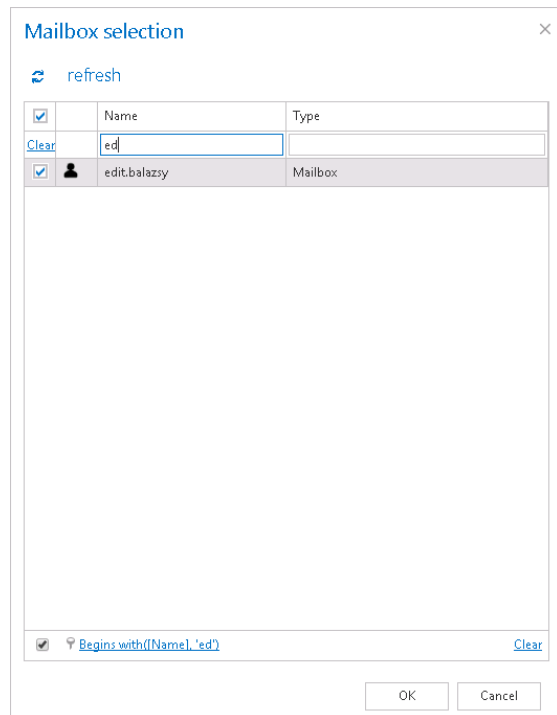 Mailbox selection
refresh
Name Type
Clear ed
edit.balazsy Mailbox
Begins with([Name], 'ed') Clear
OK Cancel